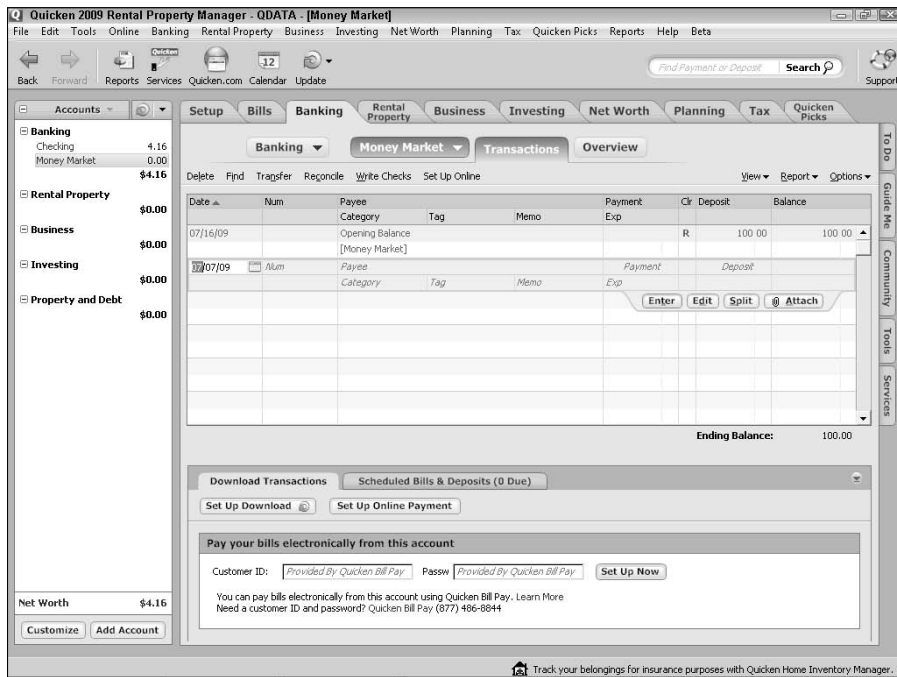 Quicken 2009 Rental Property Manager - QDATA - [Money Market]
File Edit Tools Online Banking Rental Property Business Investing Net Worth Planning Tax Quicken Picks Reports Help Beta
Quicken
12
Back Forward Reports Services Quicken.com Calendar Update Find Payment or Deposit Search Support
Accounts
Setup Bills Banking Rental Property Business Investing Net Worth Planning Tax Quicken Picks
Banking
Checking 4.16
Money Market 0.00
$4.16
Rental Property
$0.00
Business
$0.00
Investing
$0.00
Property and Debt
$0.00
Net Worth $4.16
Customize Add Account
Banking Money Market Transactions Overview
Delete Find Transfer Reconcile Write Checks Set Up Online View Report Options
Date Num Payee Payment Clr Deposit Balance
Category Tag Memo Exp
07/16/09 Opening Balance R 100 00 100 00
[Money Market]
/07/09 Num Payee Payment Deposit
Category Tag Memo Exp
Enter Edit Split Attach
Ending Balance: 100.00
Download Transactions Scheduled Bills & Deposits (0 Due)
Set Up Download Set Up Online Payment
Pay your bills electronically from this account
Customer ID: Provided By Quicken Bill Pay Passw Provided By Quicken Bill Pay Set Up Now
You can pay bills electronically from this account using Quicken Bill Pay. Learn More
Need a customer ID and password? Quicken Bill Pay (877) 486-8844
To Do
Guide Me
Community
Tools
Services
Track your belongings for insurance purposes with Quicken Home Inventory Manager.